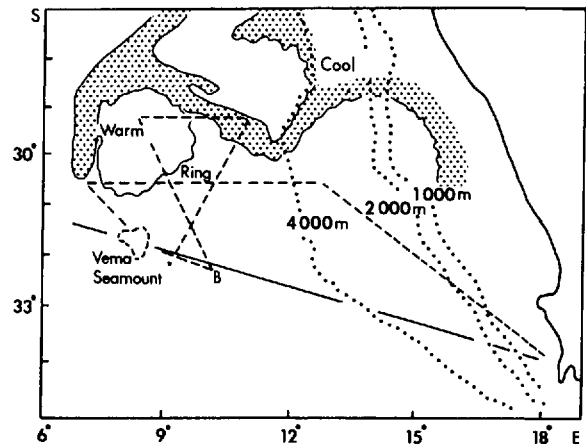 S
Cool
Warm
30°
Ring
1000m
2000m
4000m
Vema
Seamount
B
33°
6° 9° 12° 15° 18° E